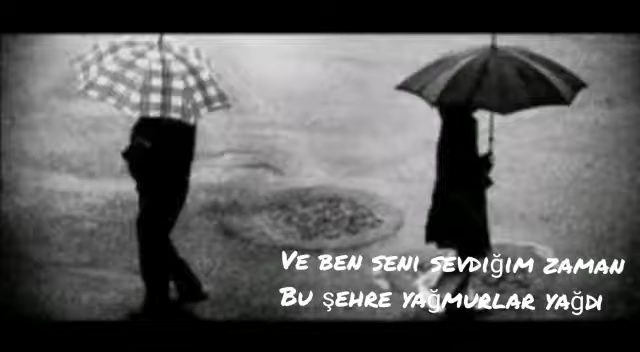 Ve ben seni sevdiğim zaman
Bu şehre yağmurlar yağdı